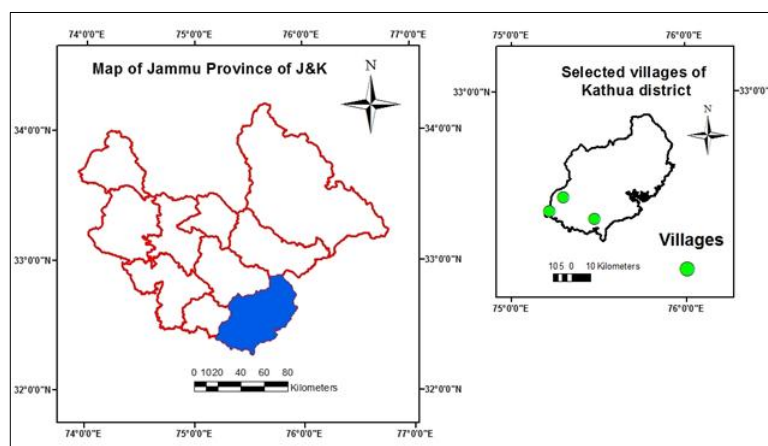 74°0'0"E 75°0'0"E 76°0'0"E 77°0'0"E
Map of Jammu Province of J&K
N
34°0'0"N 34°0'0"N
33°0'0"N 33°0'0"N
32°0'0"N 32°0'0"N
0 1020 40 60 80
Kilometers
74°0'0"E 75°0'0"E 76°0'0"E 77°0'0"E
75°0'0"E 76°0'0"E
Selected villages of
Kathua district
33°0'0"N 33°0'0"N
N
Villages
10 5 0 10 Kilometers
75°0'0"E 76°0'0"E